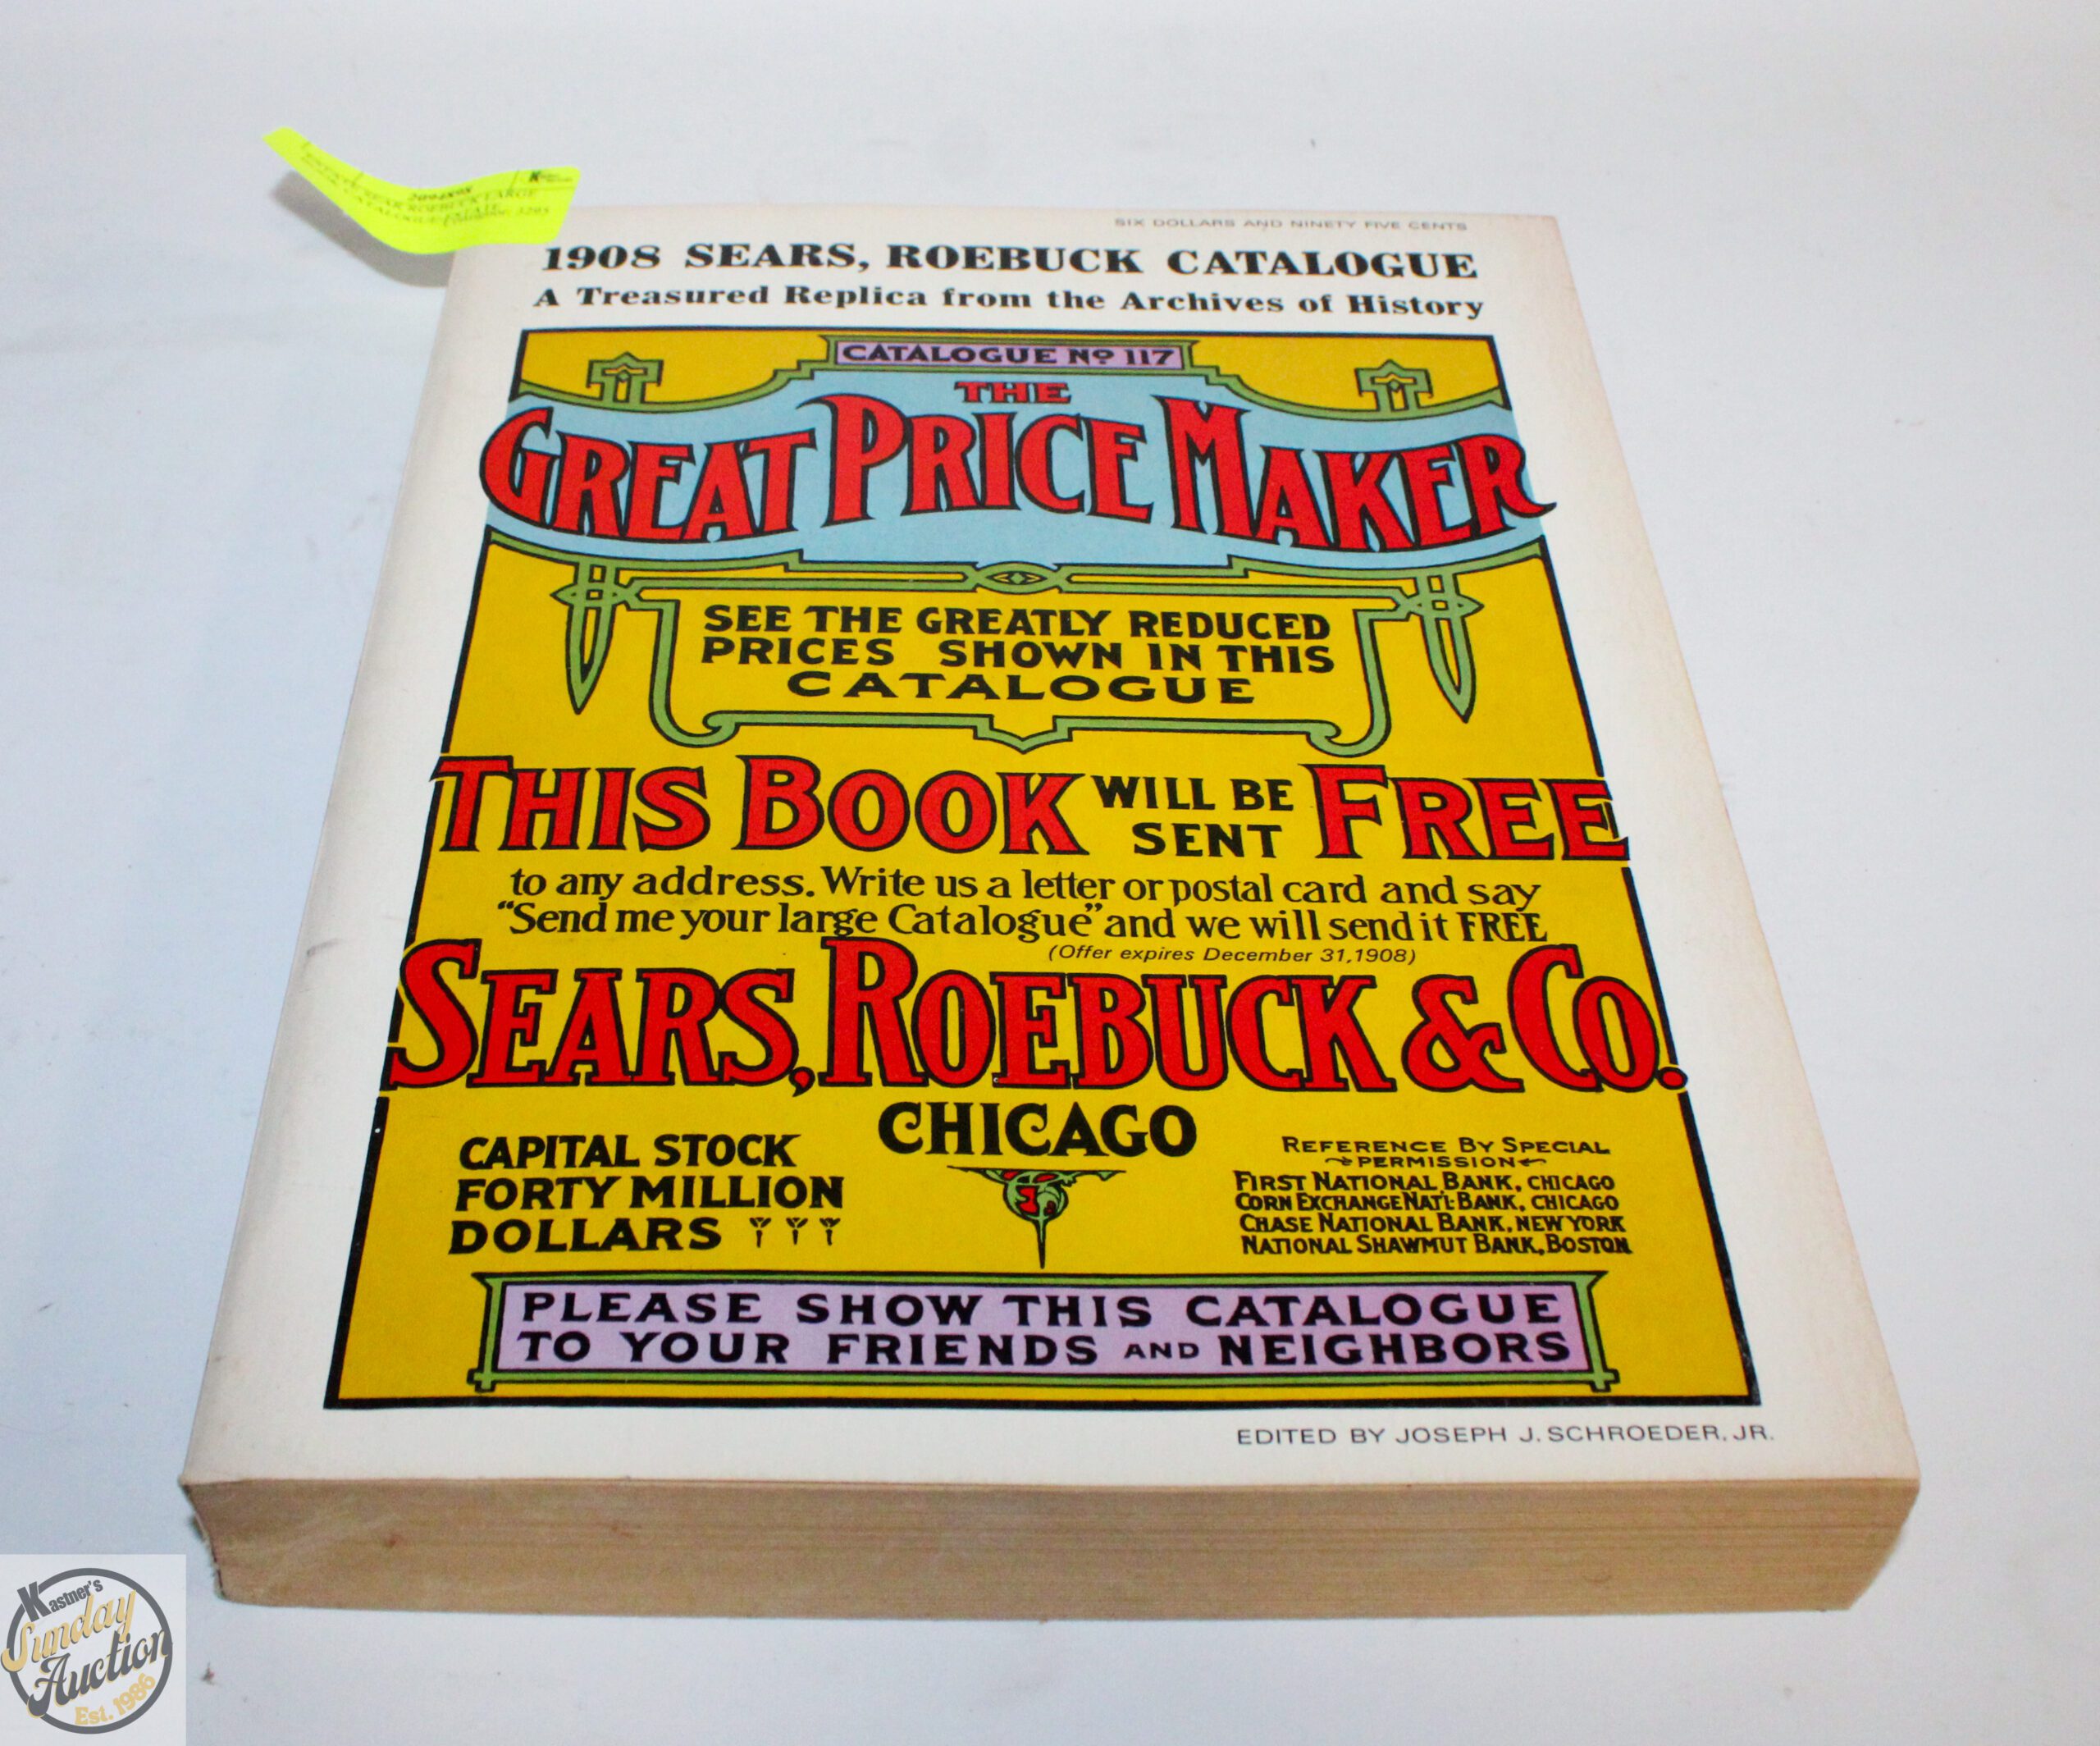 SIX DOLLARS AND NINETY FIVE CENTS
1908 SEARS, ROEBUCK CATALOGUE
A Treasured Replica from the Archives of History
CATALOGUE No 117
THE
GREAT PRICE MAKER
SEE THE GREATLY REDUCED
PRICES SHOWN IN THIS
CATALOGUE
THIS BOOK WILL BE SENT FREE
to any address. Write us a letter or postal card and say
"Send me your large Catalogue" and we will send it FREE
(Offer expires December 31, 1908)
SEARS, ROEBUCK & CO.
CHICAGO
CAPITAL STOCK
FORTY MILLION
DOLLARS
REFERENCE BY SPECIAL
PERMISSION
FIRST NATIONAL BANK, CHICAGO
CORN EXCHANGE NAT'L-BANK, CHICAGO
CHASE NATIONAL BANK, NEW YORK
NATIONAL SHAWMUT BANK, BOSTON
PLEASE SHOW THIS CATALOGUE
TO YOUR FRIENDS AND NEIGHBORS
EDITED BY JOSEPH J. SCHROEDER, JR.
Kastner's
Sunday
Auction
Est. 1986